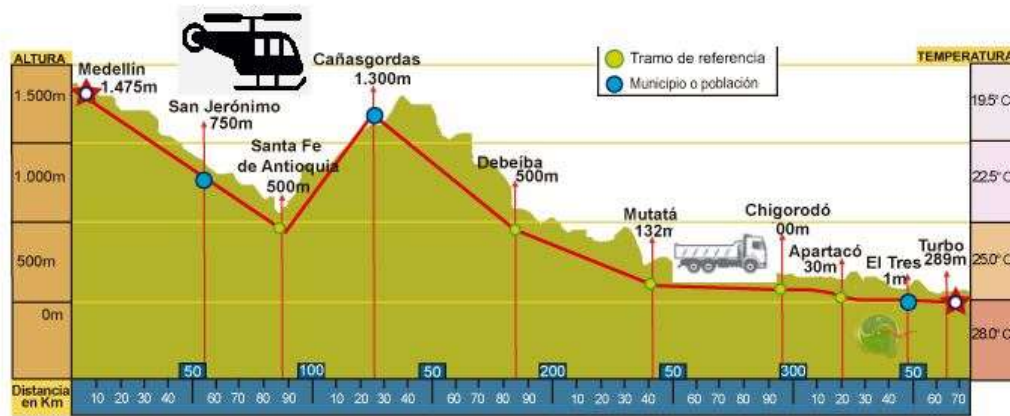 ALTURA
TEMPERATURA
Medellín
1.475m
San Jerónimo
750m
Santa Fe
de Antioquia
500m
Cañasgordas
1.300m
Debeiba
500m
Mutatá
132m
Chigorodó
00m
Apartacó
30m
El Tres
1m
Turbo
289m
Tramo de referencia
Municipio o población
1.500m
1.000m
500m
0m
19.5°C
22.5°C
25.0°C
28.0°C
50 100 50 200 50 300 50
Distancia
en Km
10 20 30 40 60 70 80 90 10 20 30 40 60 70 80 90 10 20 30 40 60 70 80 90 10 20 30 40 60 70